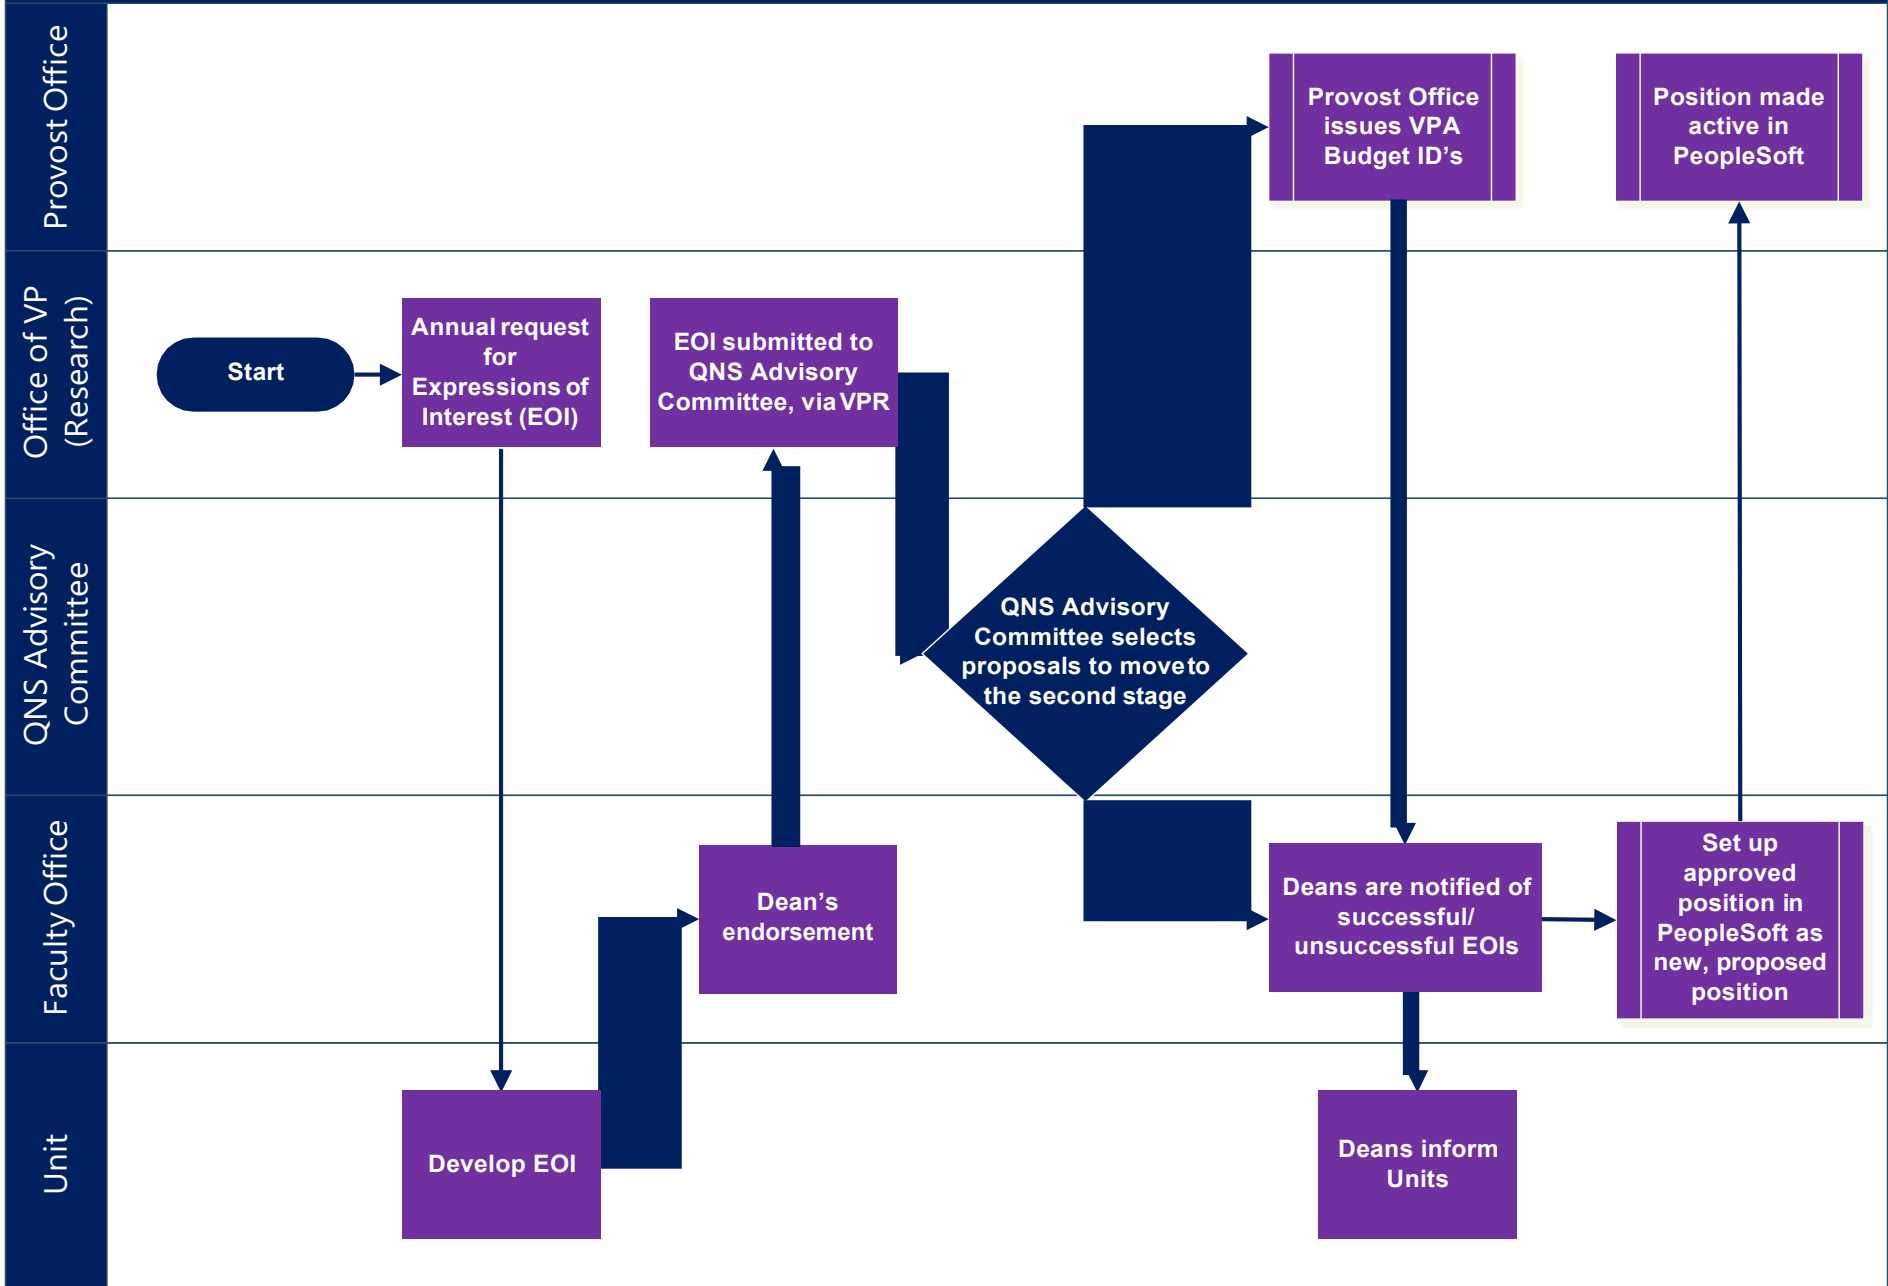 Provost Office
Provost Office
issues VPA
Budget ID's
Position made
active in
PeopleSoft
Office of VP
(Research)
Start
Annual request
for
Expressions of
Interest (EOI)
EOI submitted to
QNS Advisory
Committee, via VPR
QNS Advisory
Committee
QNS Advisory
Committee selects
proposals to move to
the second stage
Faculty Office
Dean’s
endorsement
Deans are notified of
successful/
unsuccessful EOIs
Set up
approved
position in
PeopleSoft as
new, proposed
position
Unit
Develop EOI
Deans inform
Units